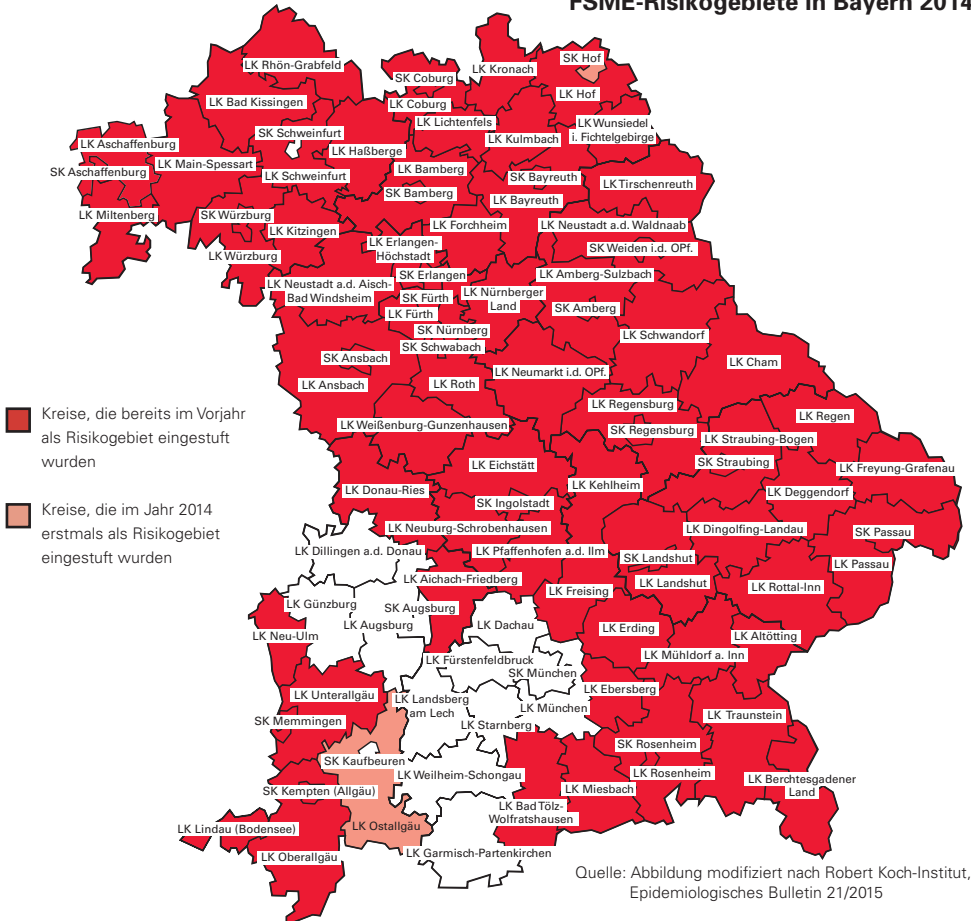 FSME-Risikogebiete in Bayern 2014
LK Rhön-Grabfeld
SK Coburg
LK Kronach
SK Hof
LK Bad Kissingen
LK Coburg
LK Hof
LK Lichtenfels
LK Wunsiedel
i. Fichtelgebirge
SK Schweinfurt
LK Kulmbach
LK Aschaffenburg
LK Haßberge
SK Aschaffenburg
LK Main-Spessart
LK Schweinfurt
LK Bamberg
SK Bayreuth
LK Tirschenreuth
SK Bamberg
LK Bayreuth
LK Miltenberg
SK Würzburg
LK Kitzingen
LK Forchheim
LK Neustadt a.d. Waldnaab
LK Erlangen-
Höchstadt
SK Weiden i.d. OPf.
LK Würzburg
SK Erlangen
LK Amberg-Sulzbach
LK Neustadt a.d. Aisch-
Bad Windsheim
SK Fürth
LK Nürnberger
Land
SK Amberg
LK Fürth
SK Nürnberg
LK Schwandorf
SK Schwabach
SK Ansbach
LK Cham
LK Neumarkt i.d. OPf.
LK Ansbach
LK Roth
LK Regensburg
LK Regen
LK Weißenburg-Gunzenhausen
SK Regensburg
LK Straubing-Bogen
LK Eichstätt
SK Straubing
LK Freyung-Grafenau
LK Kehlheim
LK Donau-Ries
LK Deggendorf
SK Ingolstadt
LK Neuburg-Schrobenhausen
LK Dingolfing-Landau
SK Passau
LK Dillingen a.d. Donau
LK Pfaffenhofen a.d. Ilm
SK Landshut
LK Passau
LK Aichach-Friedberg
LK Landshut
LK Rottal-Inn
LK Freising
LK Günzburg
SK Augsburg
LK Augsburg
LK Dachau
LK Erding
LK Altötting
LK Neu-Ulm
LK Mühldorf a. Inn
LK Fürstenfeldbruck
SK München
LK Unterallgäu
LK Landsberg
am Lech
LK Ebersberg
LK München
LK Traunstein
SK Memmingen
LK Starnberg
SK Rosenheim
SK Kaufbeuren
LK Weilheim-Schongau
LK Rosenheim
LK Berchtesgadener
Land
SK Kempten (Allgäu)
LK Miesbach
LK Bad Tölz-
Wolfratshausen
LK Lindau (Bodensee)
LK Ostallgäu
LK Oberallgäu
LK Garmisch-Partenkirchen
Kreise, die bereits im Vorjahr
als Risikogebiet eingestuft
wurden
Kreise, die im Jahr 2014
erstmals als Risikogebiet
eingestuft wurden
Quelle: Abbildung modifiziert nach Robert Koch-Institut,
Epidemiologisches Bulletin 21/2015